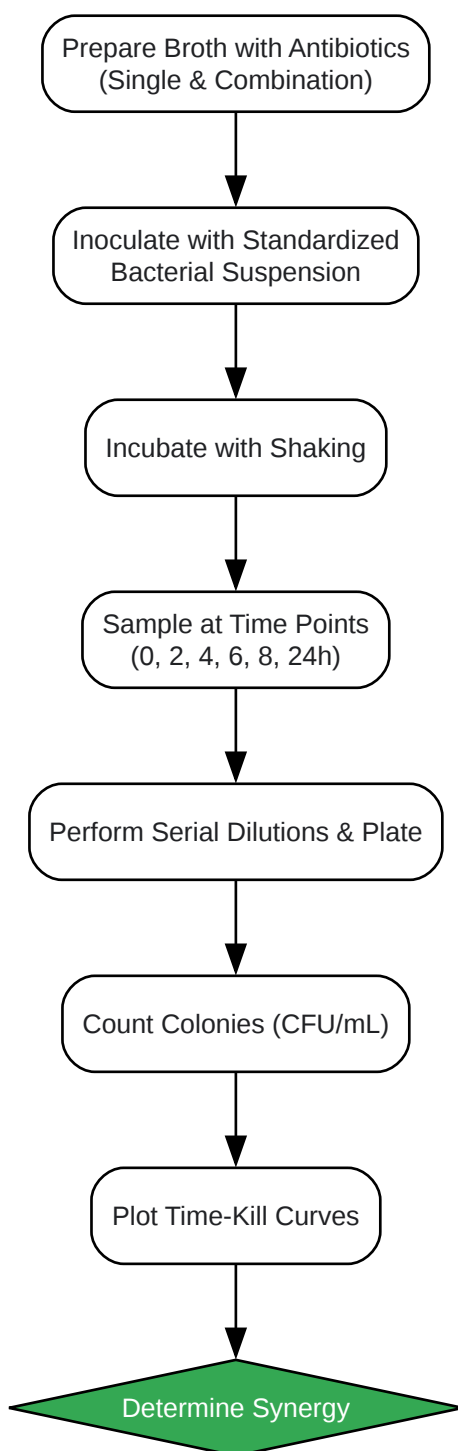 Prepare Broth with Antibiotics
(Single & Combination)
Inoculate with Standardized
Bacterial Suspension
Incubate with Shaking
Sample at Time Points
(0, 2, 4, 6, 8, 24h)
Perform Serial Dilutions & Plate
Count Colonies (CFU/mL)
Plot Time-Kill Curves
Determine Synergy